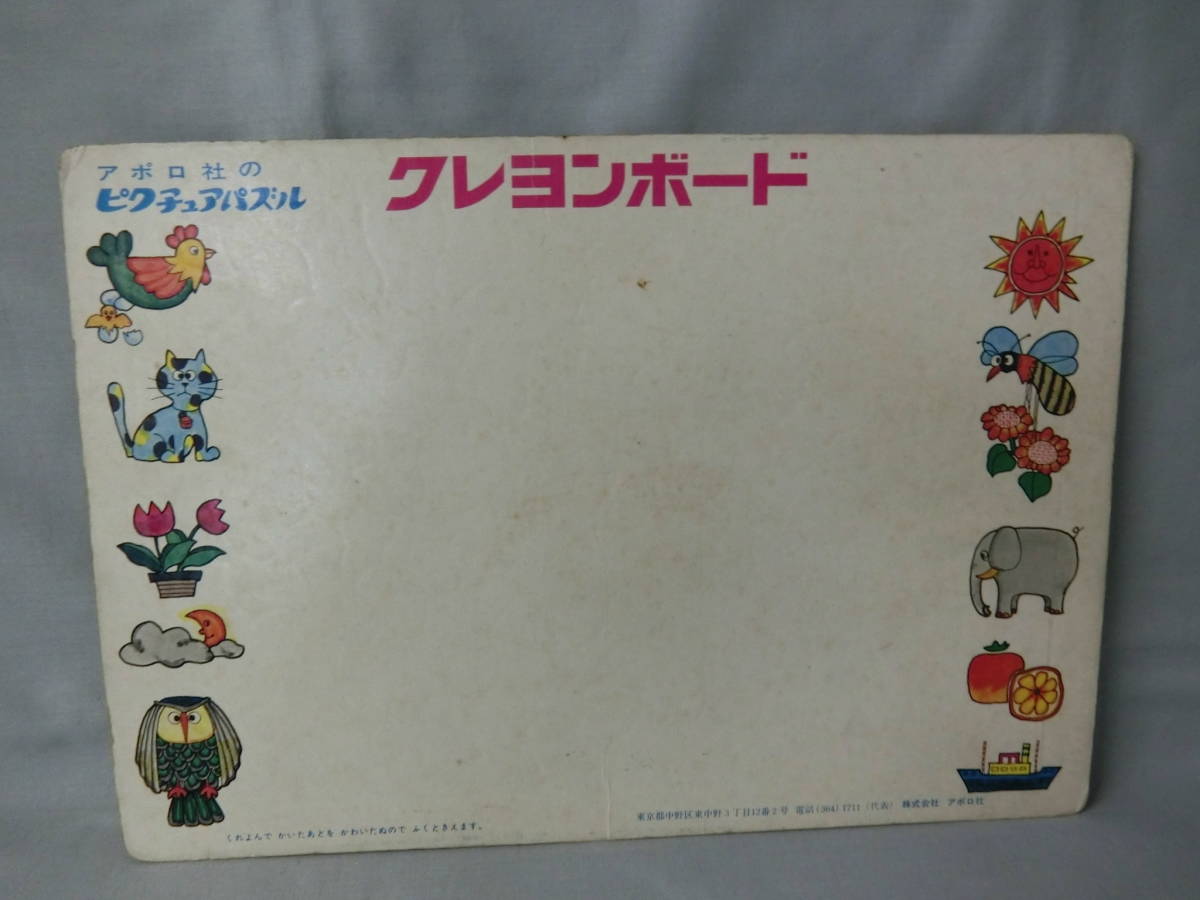 アポロ社の
ピクチュアパズル
クレヨンボード
くれよんで かいたあとを かわいたぬので ふくときえます。
東京都中野区東中野3丁目12番2号 電話(364)1711(代表) 株式会社 アポロ社